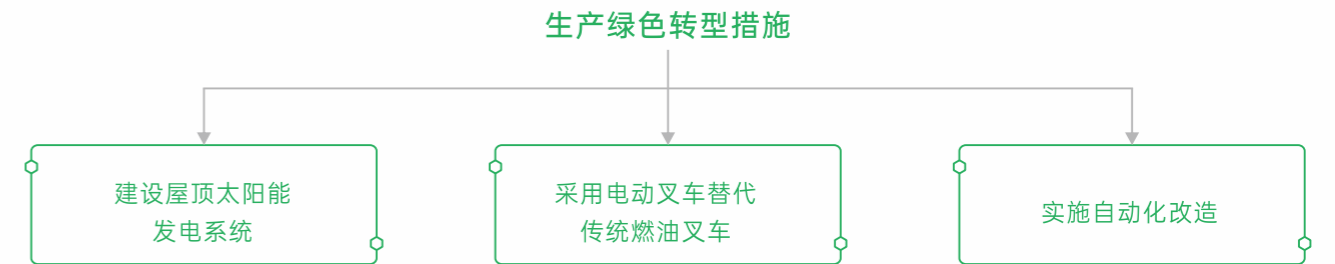 生产绿色转型措施
建设屋顶太阳能
发电系统
采用电动叉车替代
传统燃油叉车
实施自动化改造